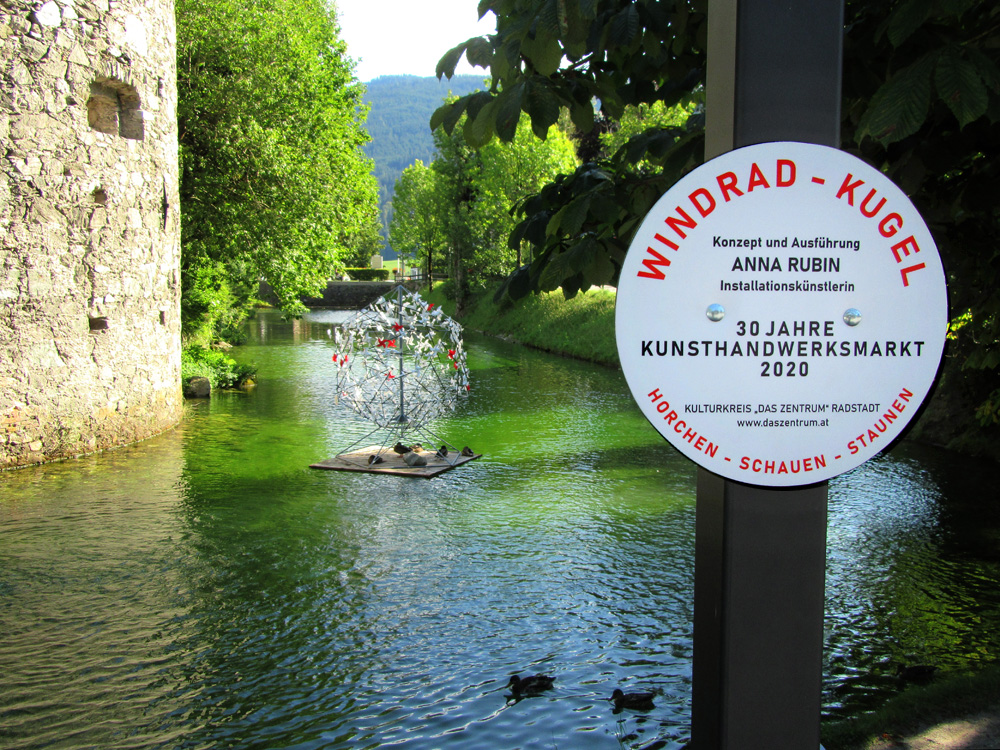 WINDRAD - KUGEL
Konzept und Ausführung
ANNA RUBIN
Installationskünstlerin
30 JAHRE
KUNSTHANDWERKSMARKT
2020
KULTURKREIS „DAS ZENTRUM" RADSTADT
www.daszentrum.at
HORCHEN - SCHAUEN - STAUNEN